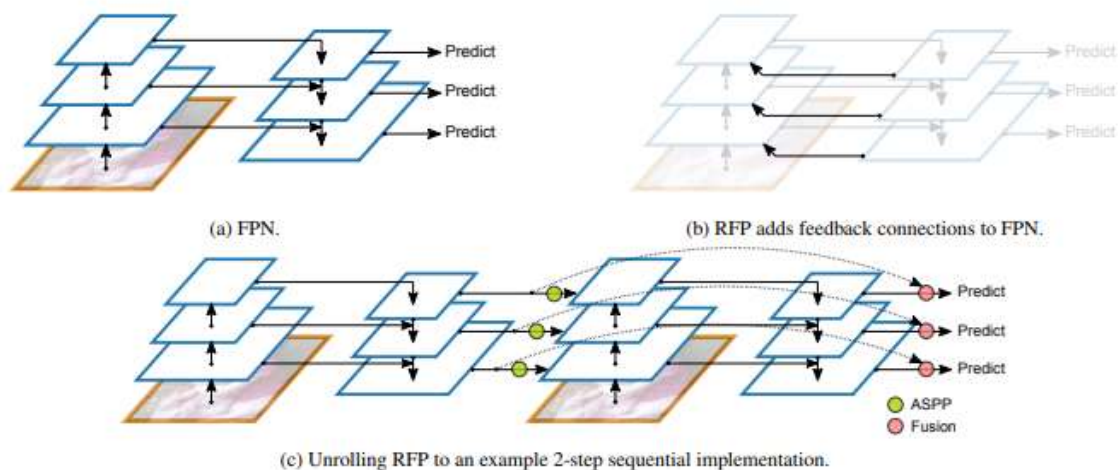 Predict
Predict
Predict
Predict
Predict
Predict
(a) FPN.
(b) RFP adds feedback connections to FPN.
Predict
Predict
Predict
ASPP
Fusion
(c) Unrolling RFP to an example 2-step sequential implementation.